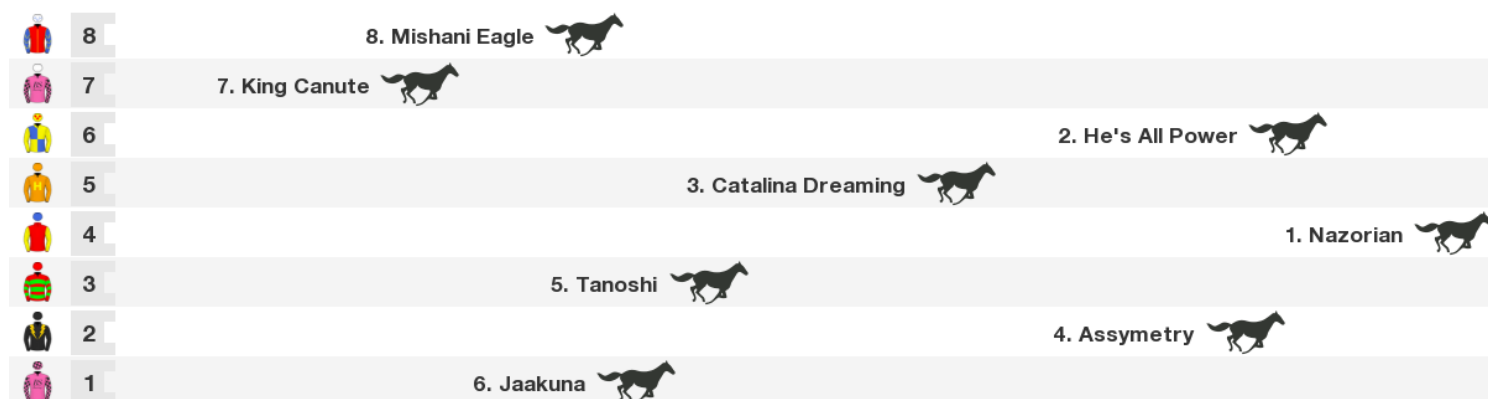 8 8. Mishani Eagle
7 7. King Canute
6 2. He's All Power
5 H 3. Catalina Dreaming
4 1. Nazorian
3 5. Tanoshi
2 4. Assymetry
1 6. Jaakuna